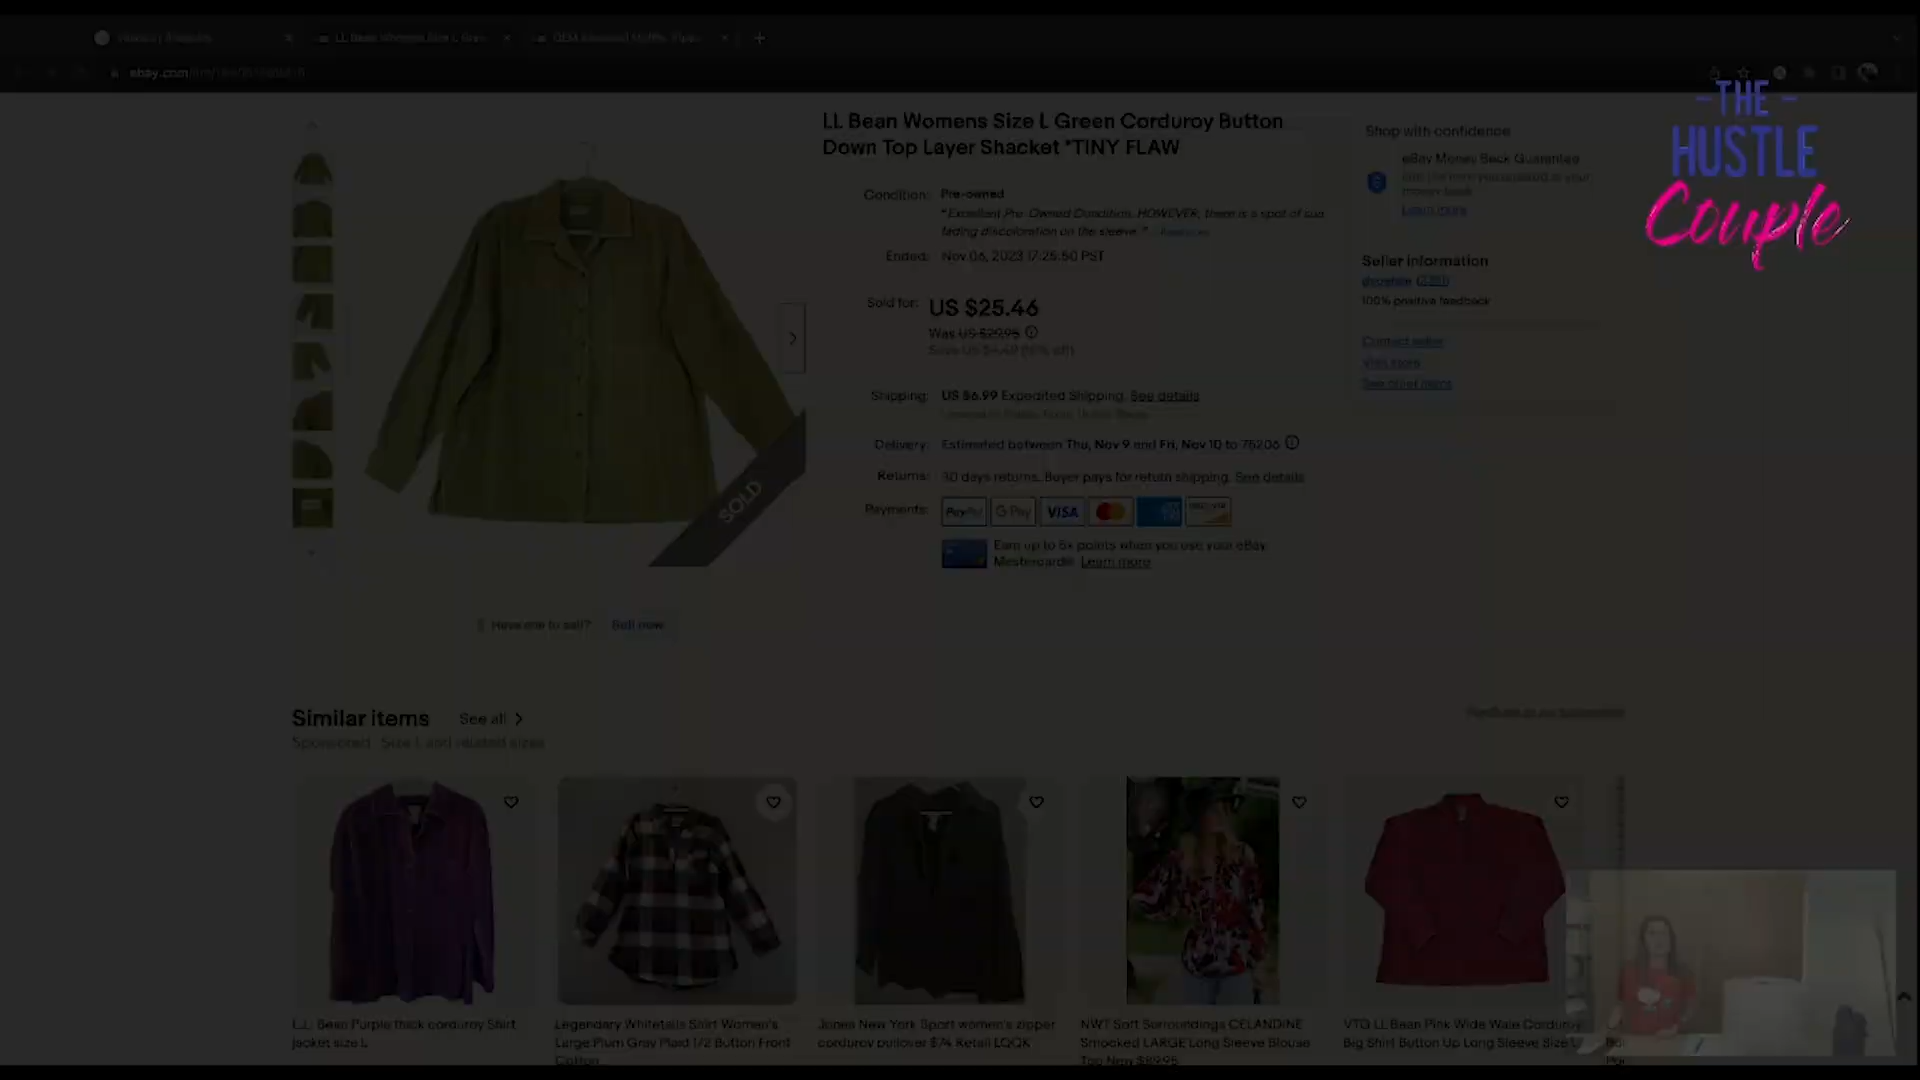 LL Bean Womens Size L Gree
ebay.com
- THE -
HUSTLE
Couple
LL Bean Womens Size L Green Corduroy Button
Down Top Layer Shacket *TINY FLAW
Condition: Pre-owned
"Excellent Pre-Owned Condition. HOWEVER, there is a spot of sun
fading discoloration on the sleeve."
Ended: Nov 06, 2023 17:25:50 PST
Sold for: US $25.46
Was US $29.95
Save US $4.49 (15% off)
Shipping: US $6.99 Expedited Shipping. See details
Delivery: Estimated between Thu, Nov 9 and Fri, Nov 10 to 75206
Returns: 30 days returns. Buyer pays for return shipping. See details
Payments: PayPal G Pay VISA
Earn up to 5x points when you use your eBay
Mastercard®. Learn more
SOLD
Have one to sell? Sell now
Shop with confidence
eBay Money Back Guarantee
Get the item you ordered or your
money back.
Learn more
Seller information
100% positive feedback
Contact seller
Visit store
See other items
Similar items See all
Sponsored Size L and related sizes
L.L. Bean Purple thick corduroy Shirt
jacket size L
Legendary Whitetails Shirt Women's
Large Plum Gray Plaid 1/2 Button Front
Cotton
Jones New York Sport women's zipper
corduroy pullover $74 Retail LQQK
NWT Soft Surroundings CELANDINE
Smocked LARGE Long Sleeve Blouse
Top New $89.95
VTG LL Bean Pink Wide Wale Corduroy
Big Shirt Button Up Long Sleeve Size L